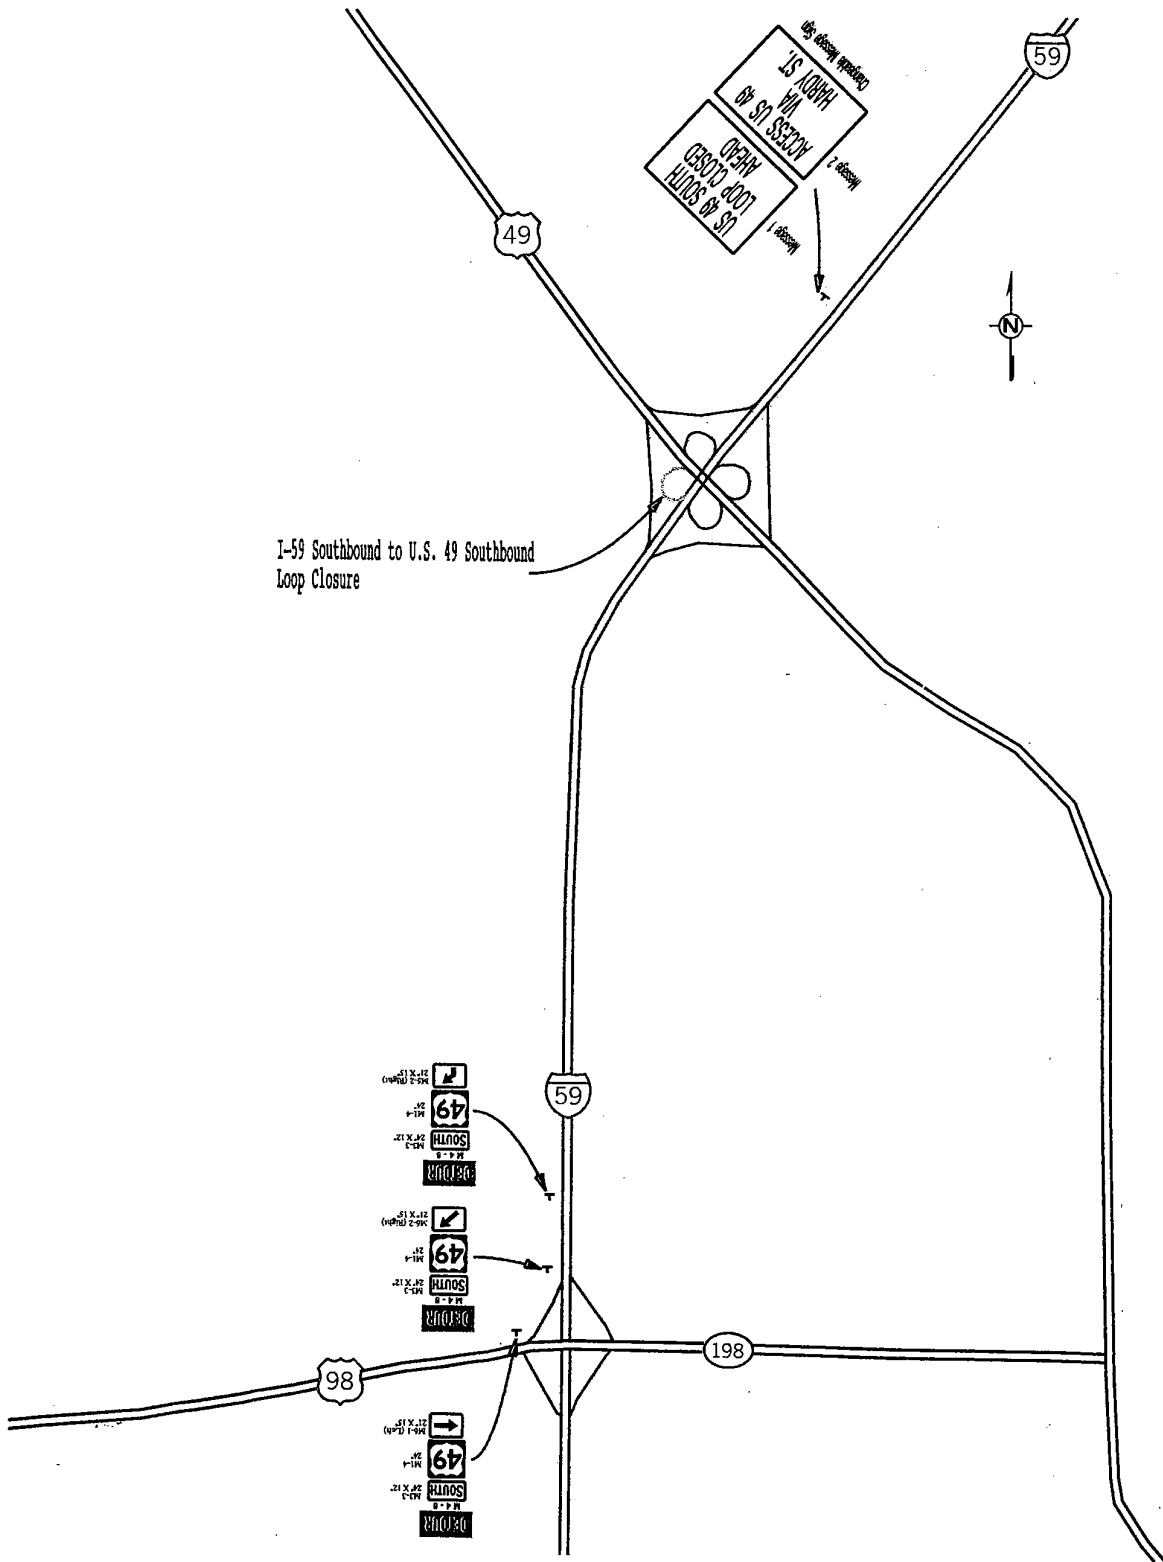 59
Changeable Message Sign
ACCESS US 49
VIA
HARDY ST.
Message 2
US 49 SOUTH
LOOP CLOSED
AHEAD
Message 1
49
N
I-59 Southbound to U.S. 49 Southbound
Loop Closure
59
DETOUR
M4-8
SOUTH
M3-3
24" X 12"
49
M1-4
24"
M5-2 (Right)
21" X 15"
DETOUR
M4-8
SOUTH
M3-3
24" X 12"
49
M1-4
24"
M6-2 (Right)
21" X 15"
198
98
DETOUR
M4-8
SOUTH
M3-3
24" X 12"
49
M1-4
24"
M6-1 (Left)
21" X 15"